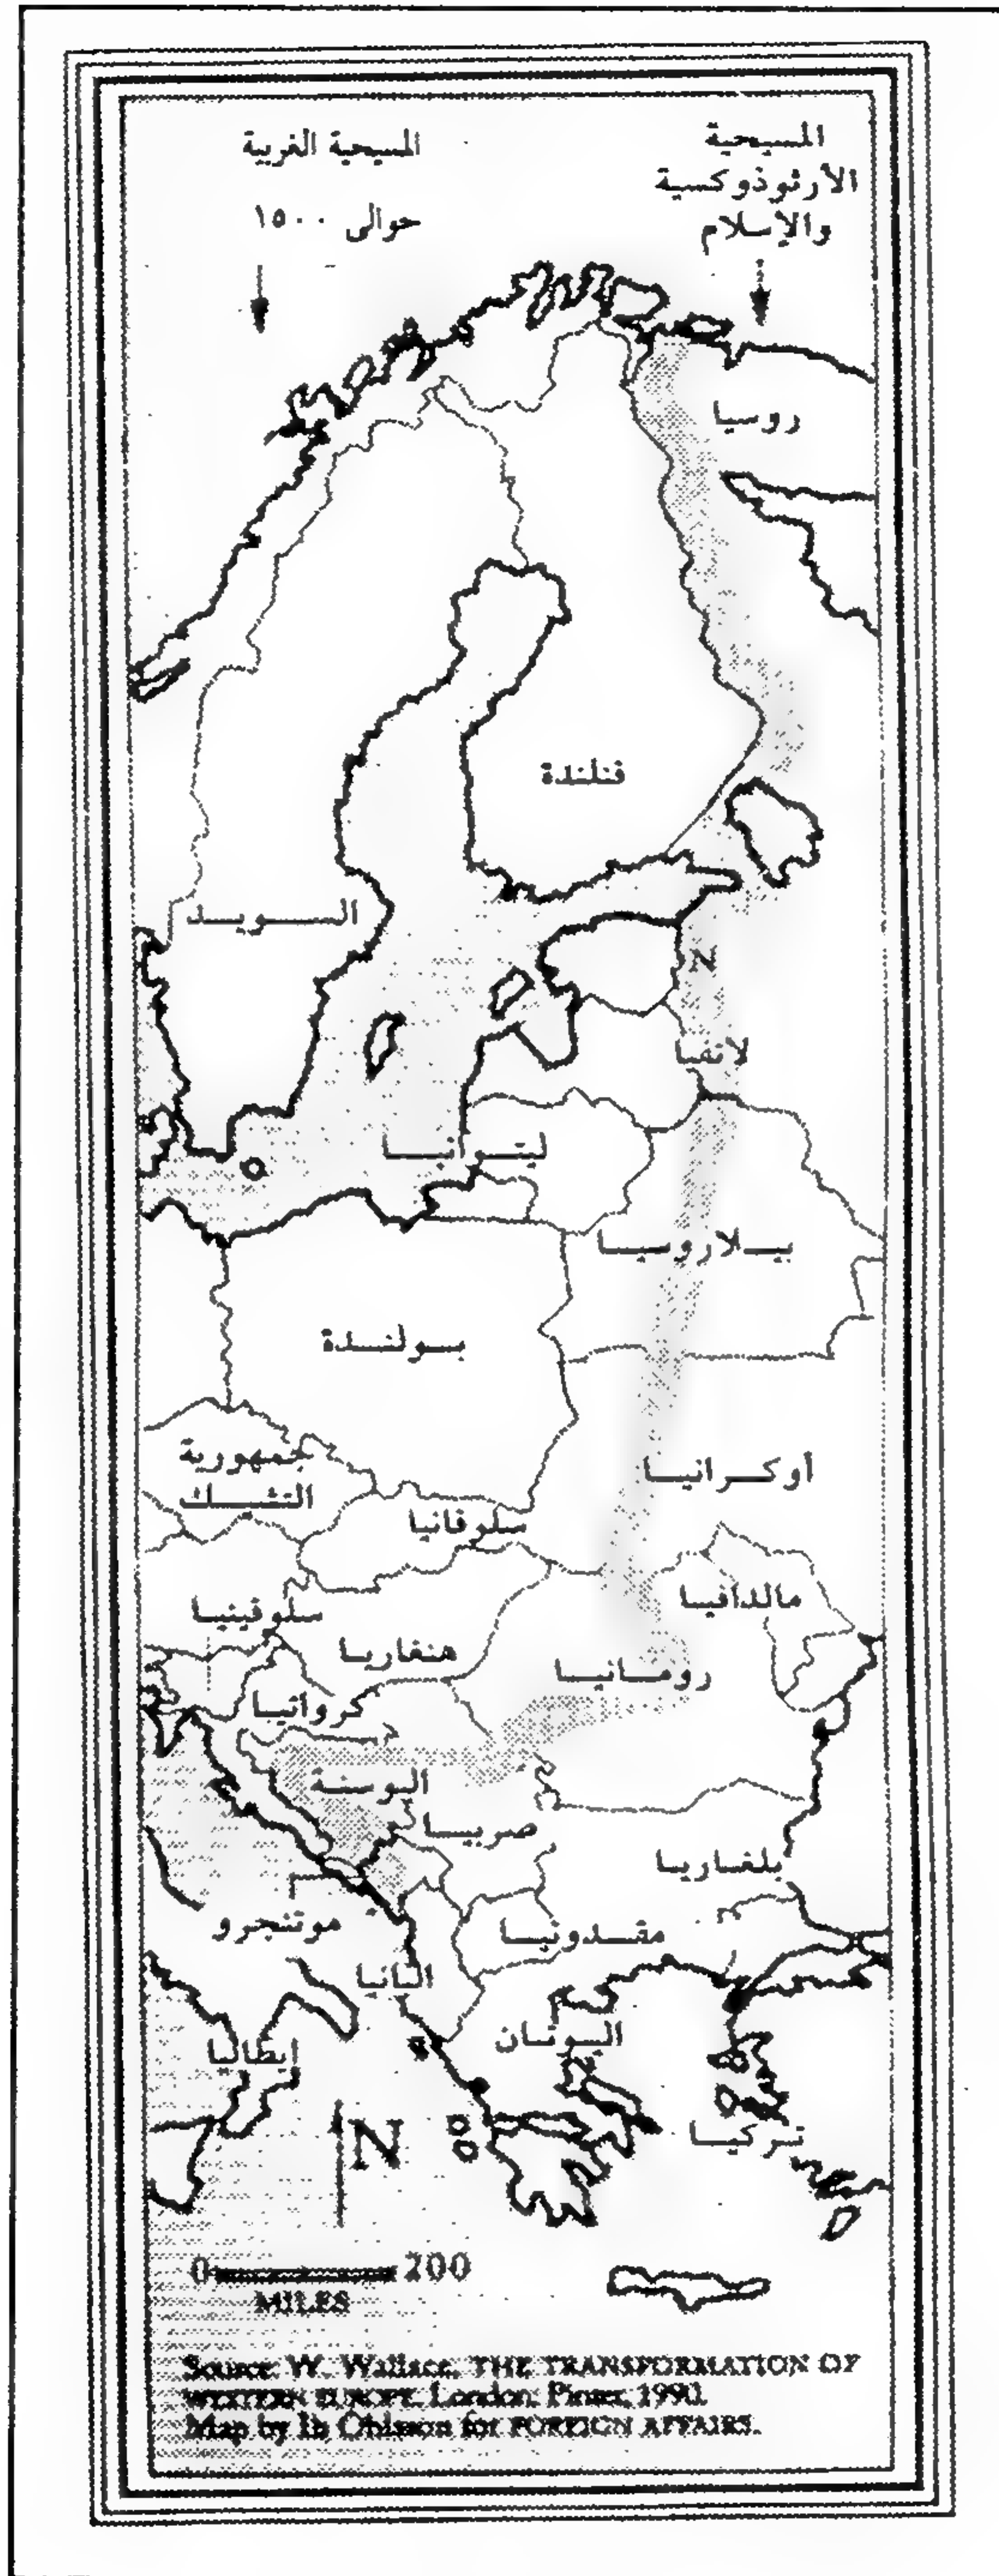 المسيحية الغربية
حوالى ١٥٠٠
المسيحية
الأرثوذوكسية
والإسلام
روسيا
فنلندة
السويد
N
لاتفيا
ليتوانيا
بيلاروسيا
بولندة
جمهورية
التشيك
أوكرانيا
سلوفانيا
مالدافيا
سلوفينيا
هنغاريا
رومانيا
كرواتيا
البوسنة
صربيا
بلغاريا
موتنجرو
مقدونيا
البانيا
اليونان
إيطاليا
تركيا
N
0 200
MILES
Source: W. Wallace, THE TRANSFORMATION OF
WESTERN EUROPE. London: Pinter, 1990.
Map by Ib Ohlsson for FOREIGN AFFAIRS.